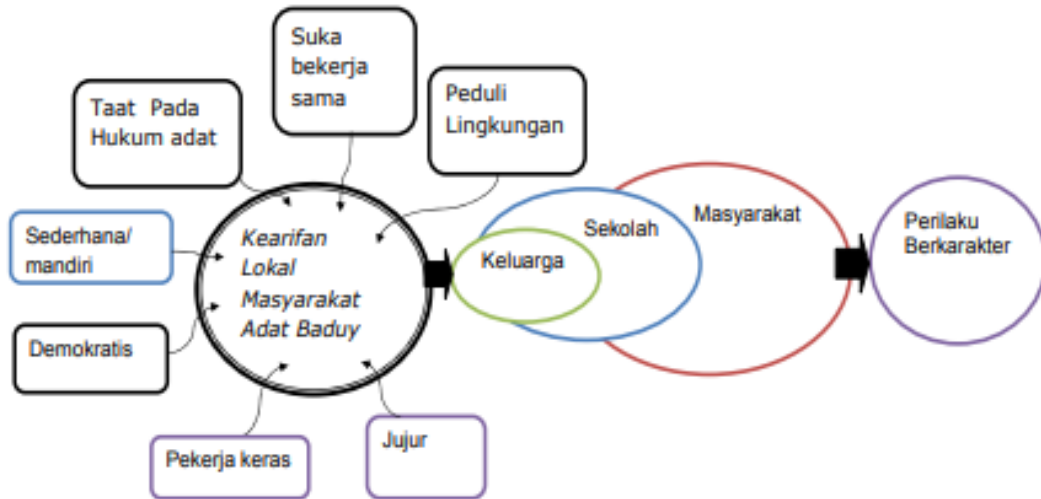 Suka
bekerja
sama
Taat Pada
Hukum adat
Peduli
Lingkungan
Sederhana/
mandiri
Kearifan
Lokal
Masyarakat
Adat Baduy
Keluarga
Sekolah
Masyarakat
Perilaku
Berkarakter
Demokratis
Pekerja keras
Jujur